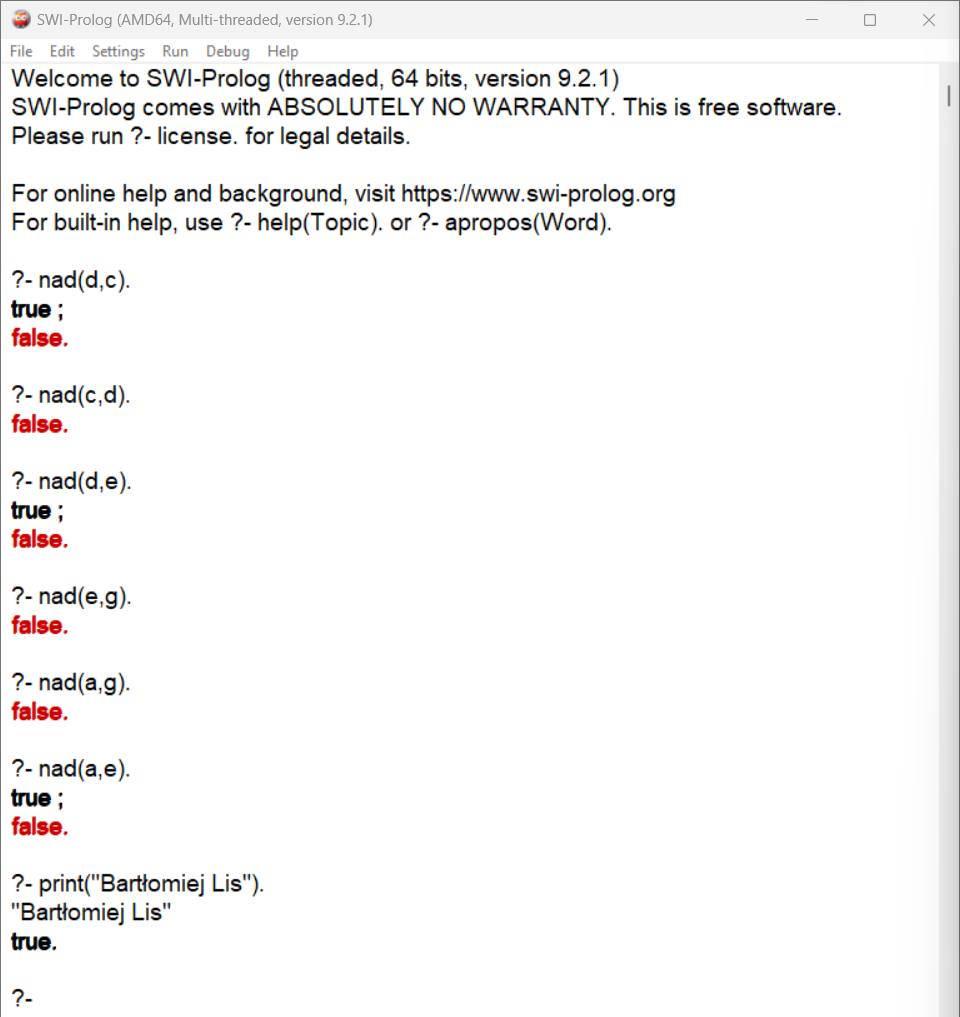 SWI-Prolog (AMD64, Multi-threaded, version 9.2.1)
File Edit Settings Run Debug Help
Welcome to SWI-Prolog (threaded, 64 bits, version 9.2.1)
SWI-Prolog comes with ABSOLUTELY NO WARRANTY. This is free software.
Please run ?- license. for legal details.
For online help and background, visit https://www.swi-prolog.org
For built-in help, use ?- help(Topic). or ?- apropos(Word).
?- nad(d,c).
true ;
false.
?- nad(c,d).
false.
?- nad(d,e).
true ;
false.
?- nad(e,g).
false.
?- nad(a,g).
false.
?- nad(a,e).
true ;
false.
?- print("Bartłomiej Lis").
"Bartłomiej Lis"
true.
?-